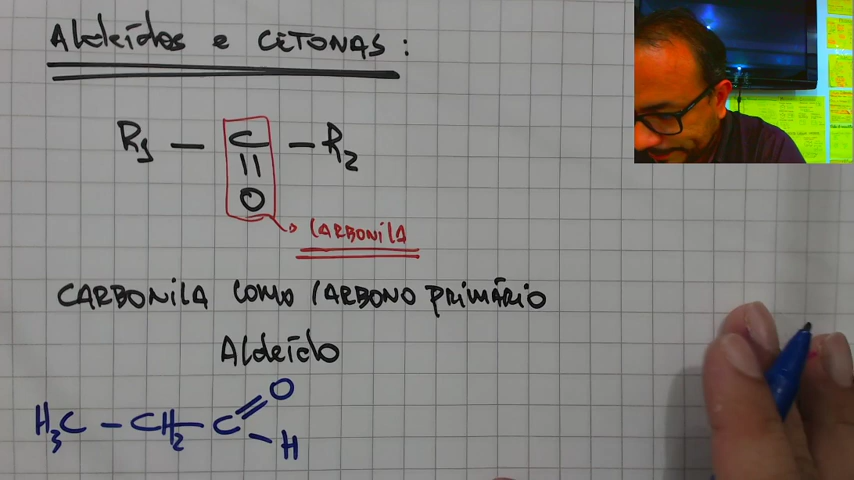 Aldeídos e CETONAS:
R₁ — C — R₂
||
O
CARBONILA
CARBONILA COMO CARBONO PRIMÁRIO
Aldeído
O
H₃C — CH₂ — C
H